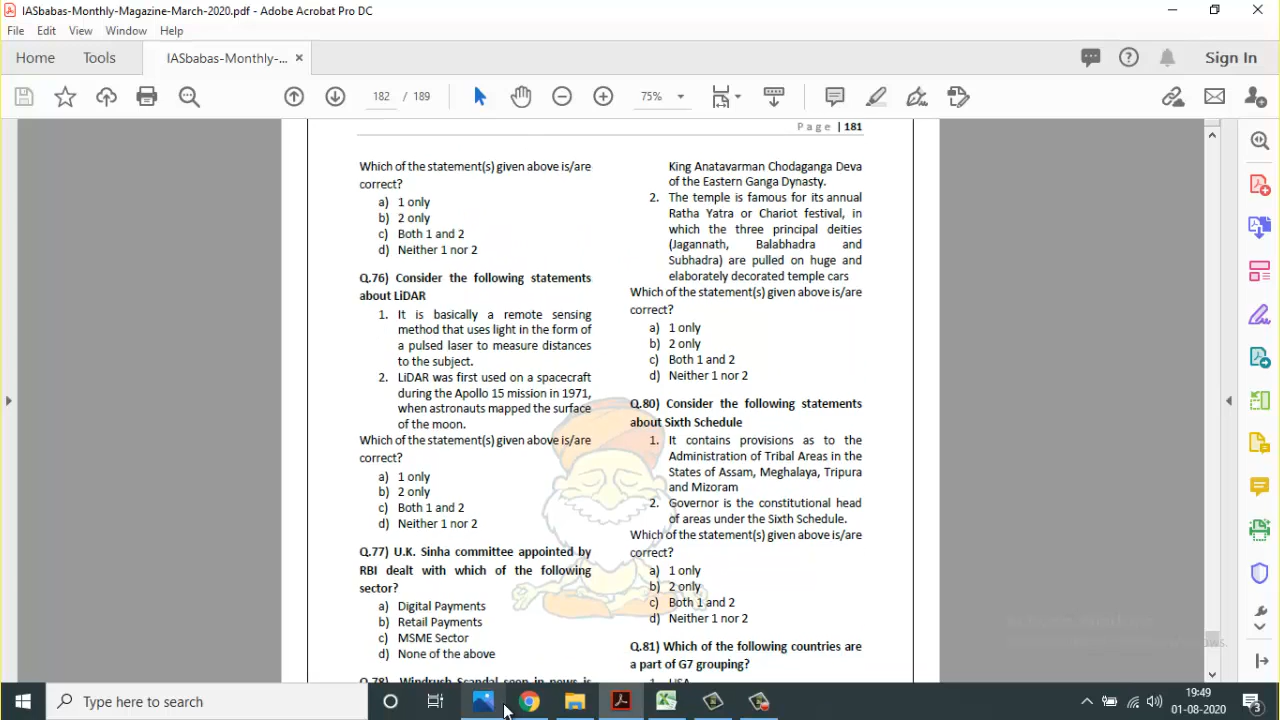 IASbabas-Monthly-Magazine-March-2020.pdf - Adobe Acrobat Pro DC
File Edit View Window Help
Home Tools IASbabas-Monthly-... × Sign In
182 / 189 75%
Page | 181
Which of the statement(s) given above is/are
correct?
a) 1 only
b) 2 only
c) Both 1 and 2
d) Neither 1 nor 2
Q.76) Consider the following statements
about LiDAR
1. It is basically a remote sensing
method that uses light in the form of
a pulsed laser to measure distances
to the subject.
2. LiDAR was first used on a spacecraft
during the Apollo 15 mission in 1971,
when astronauts mapped the surface
of the moon.
Which of the statement(s) given above is/are
correct?
a) 1 only
b) 2 only
c) Both 1 and 2
d) Neither 1 nor 2
Q.77) U.K. Sinha committee appointed by
RBI dealt with which of the following
sector?
a) Digital Payments
b) Retail Payments
c) MSME Sector
d) None of the above
Q.78) Windrush Scandal seen in news is
King Anatavarman Chodaganga Deva
of the Eastern Ganga Dynasty.
2. The temple is famous for its annual
Ratha Yatra or Chariot festival, in
which the three principal deities
(Jagannath, Balabhadra and
Subhadra) are pulled on huge and
elaborately decorated temple cars
Which of the statement(s) given above is/are
correct?
a) 1 only
b) 2 only
c) Both 1 and 2
d) Neither 1 nor 2
Q.80) Consider the following statements
about Sixth Schedule
1. It contains provisions as to the
Administration of Tribal Areas in the
States of Assam, Meghalaya, Tripura
and Mizoram
2. Governor is the constitutional head
of areas under the Sixth Schedule.
Which of the statement(s) given above is/are
correct?
a) 1 only
b) 2 only
c) Both 1 and 2
d) Neither 1 nor 2
Q.81) Which of the following countries are
a part of G7 grouping?
1. USA
Type here to search
19:49
01-08-2020
3